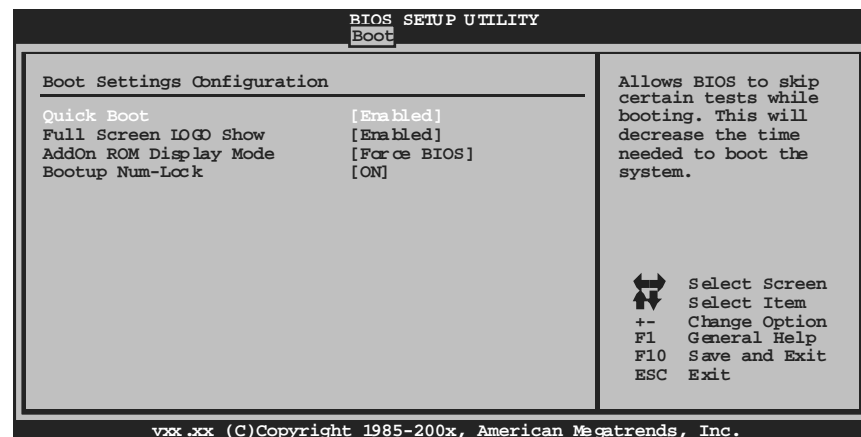 BIOS SETUP UTILITY
Boot
Boot Settings Configuration
Quick Boot [Enabled]
Full Screen LOGO Show [Enabled]
AddOn ROM Display Mode [Force BIOS]
Bootup Num-Lock [ON]
Allows BIOS to skip
certain tests while
booting. This will
decrease the time
needed to boot the
system.
Select Screen
Select Item
+- Change Option
F1 General Help
F10 Save and Exit
ESC Exit
vxx.xx (C)Copyright 1985-200x, American Megatrends, Inc.